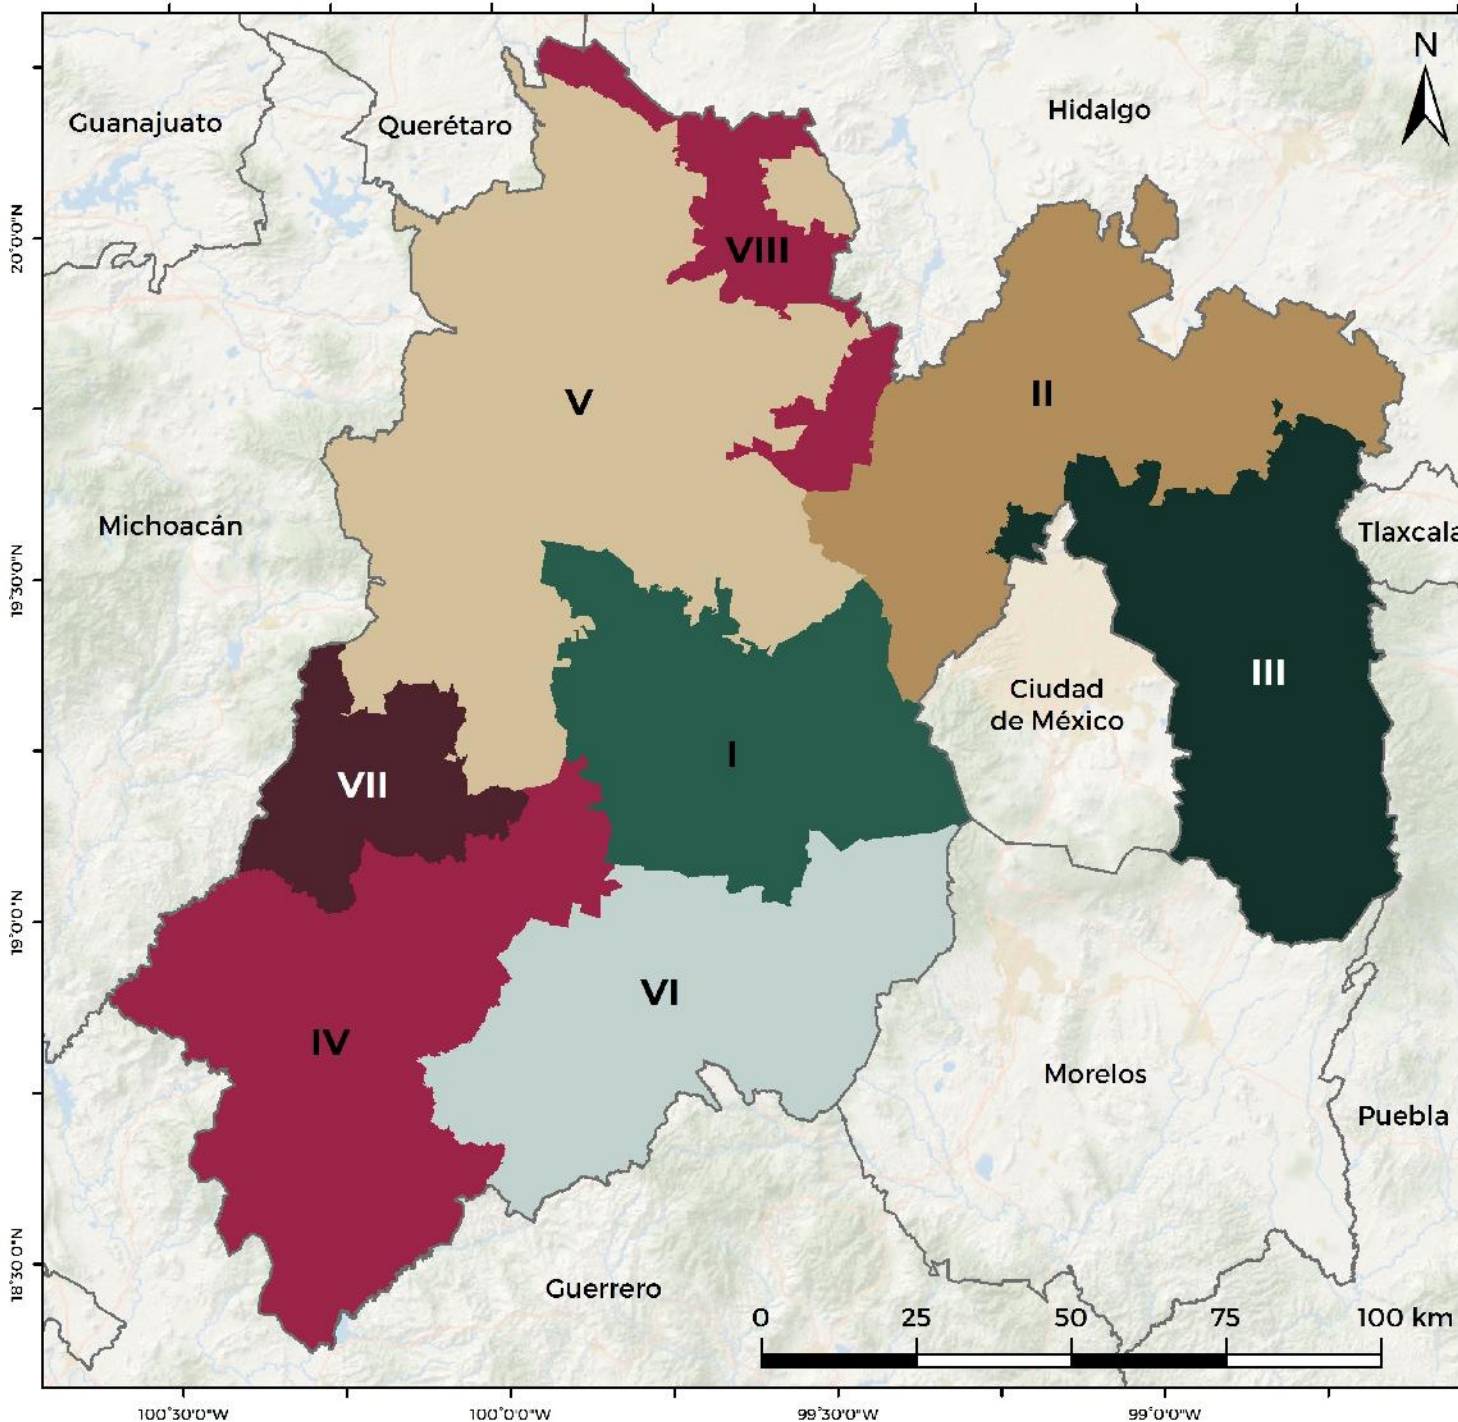 N
Guanajuato
Querétaro
Hidalgo
20°0'0"N
VIII
V
II
Michoacán
Tlaxcala
19°30'0"N
Ciudad
de México
III
I
VII
19°0'0"N
VI
IV
Morelos
Puebla
18°30'0"N
Guerrero
0 25 50 75 100 km
100°30'0"W 100°0'0"W 99°30'0"W 99°0'0"W